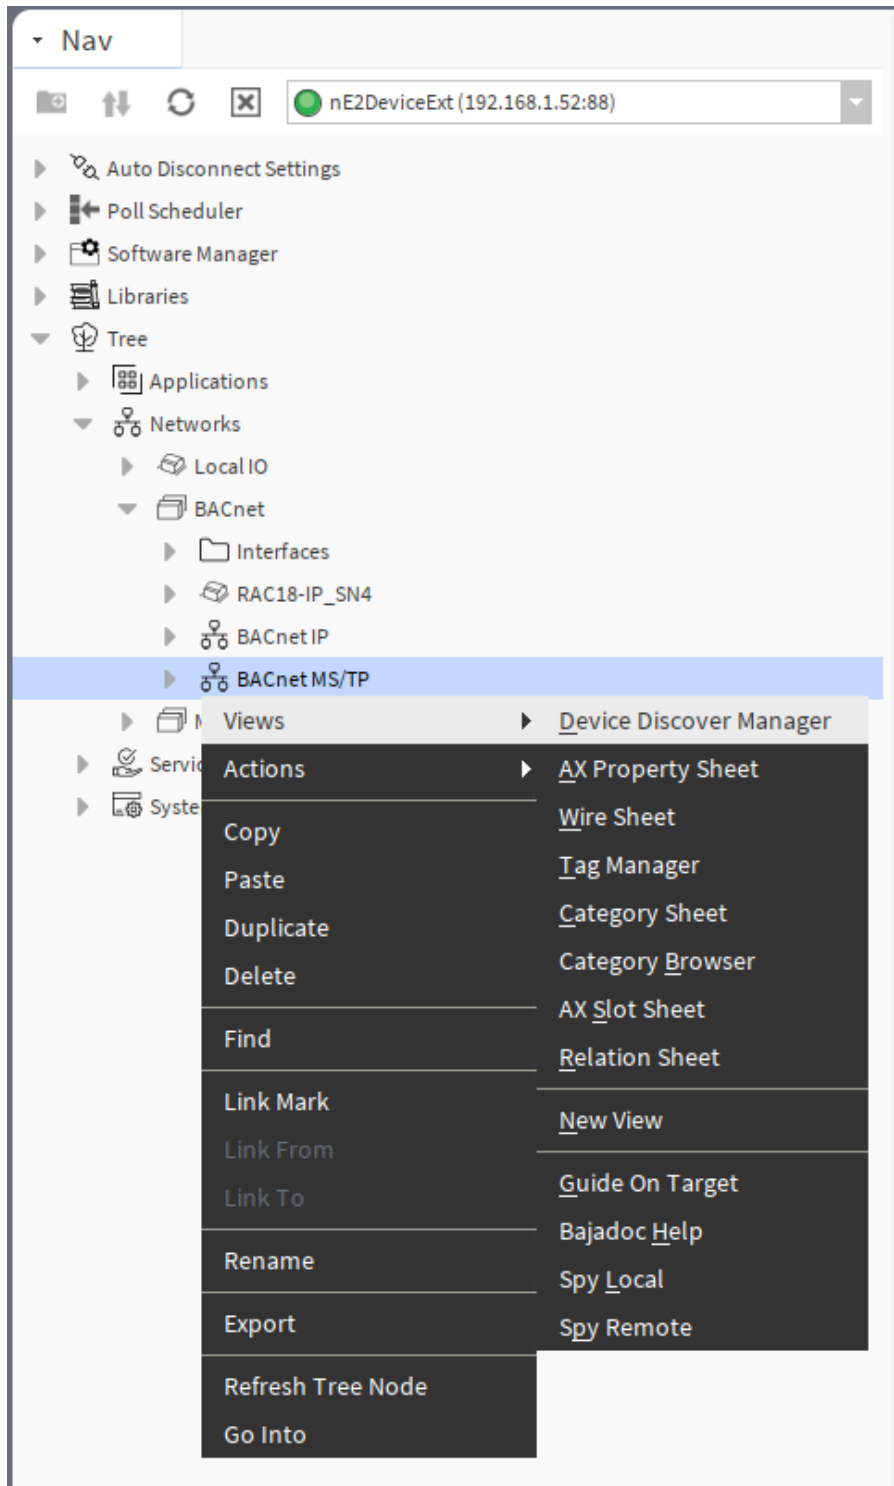 Nav
nE2DeviceExt (192.168.1.52:88)
Auto Disconnect Settings
Poll Scheduler
Software Manager
Libraries
Tree
Applications
Networks
Local IO
BACnet
Interfaces
RAC18-IP_SN4
BACnet IP
BACnet MS/TP
Views
Actions
Copy
Paste
Duplicate
Delete
Find
Link Mark
Link From
Link To
Rename
Export
Refresh Tree Node
Go Into
Device Discover Manager
AX Property Sheet
Wire Sheet
Tag Manager
Category Sheet
Category Browser
AX Slot Sheet
Relation Sheet
New View
Guide On Target
Bajadoc Help
Spy Local
Spy Remote